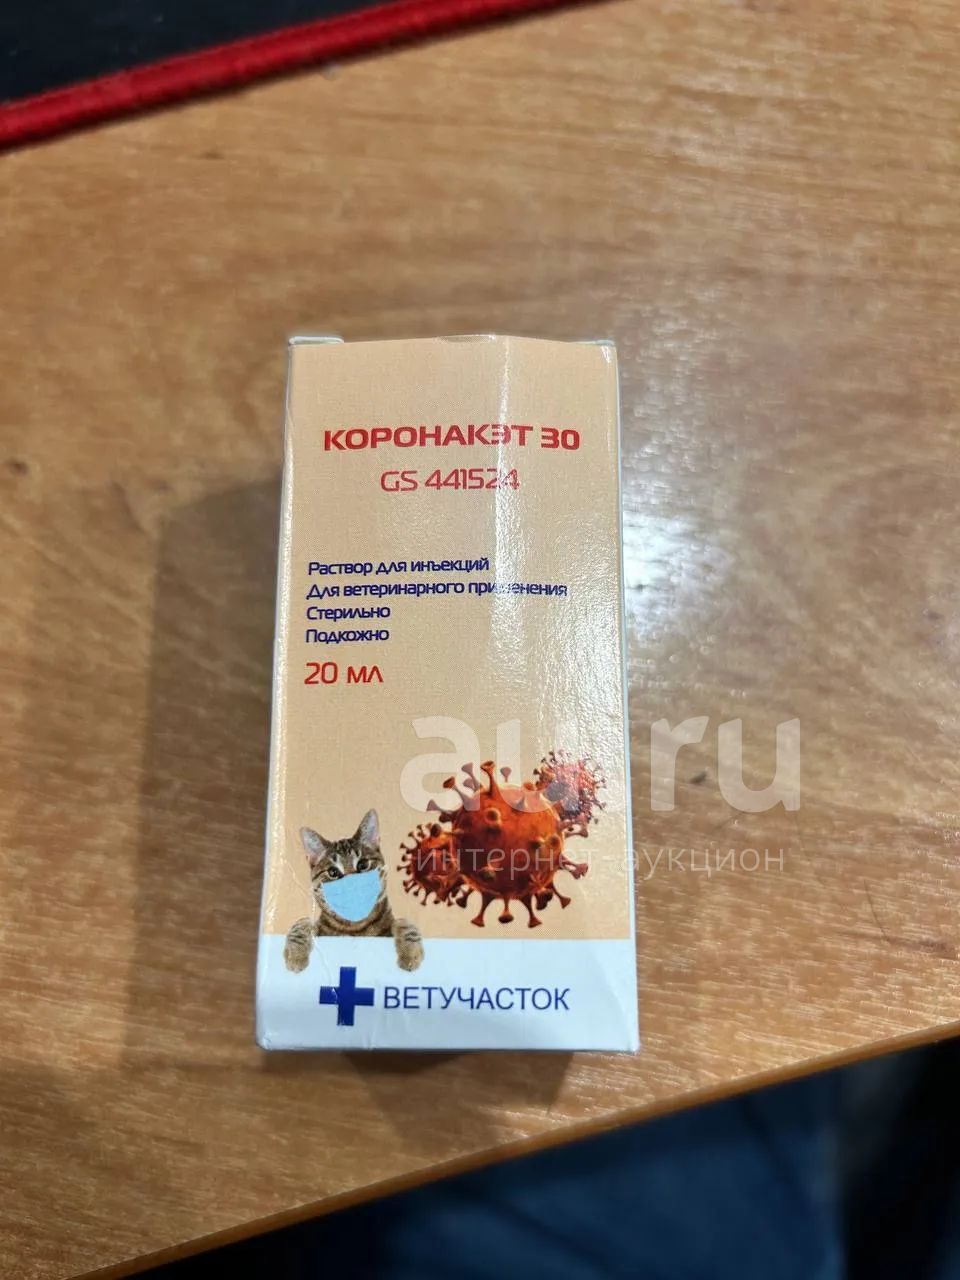 КОРОНАКЭТ 30
GS 441524
Раствор для инъекций
Для ветеринарного применения
Стерильно
Подкожно
20 мл
au.ru
интернет-аукцион
ВЕТУЧАСТОК